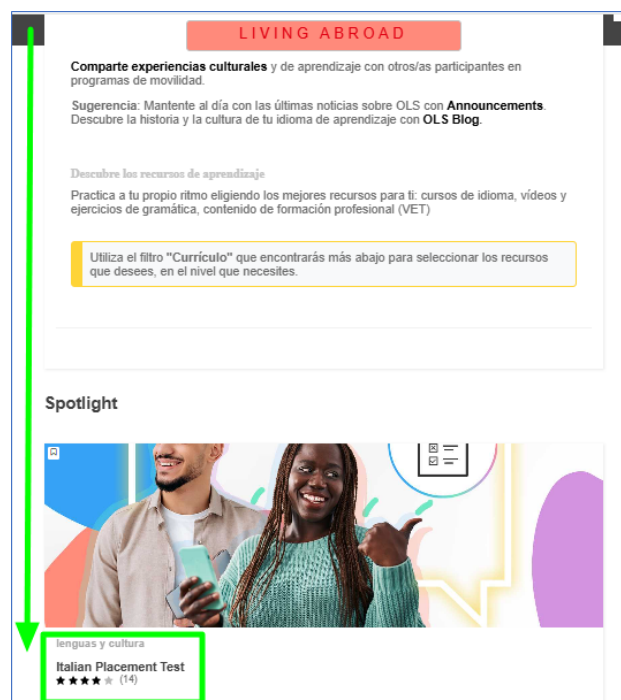 LIVING ABROAD
Comparte experiencias culturales y de aprendizaje con otros/as participantes en
programas de movilidad.
Sugerencia: Mantente al día con las últimas noticias sobre OLS con Announcements.
Descubre la historia y la cultura de tu idioma de aprendizaje con OLS Blog.
Descubre los recursos de aprendizaje
Practica a tu propio ritmo eligiendo los mejores recursos para ti: cursos de idioma, vídeos y
ejercicios de gramática, contenido de formación profesional (VET)
Utiliza el filtro "Currículo" que encontrarás más abajo para seleccionar los recursos
que desees, en el nivel que necesites.
Spotlight
lenguas y cultura
Italian Placement Test
(14)